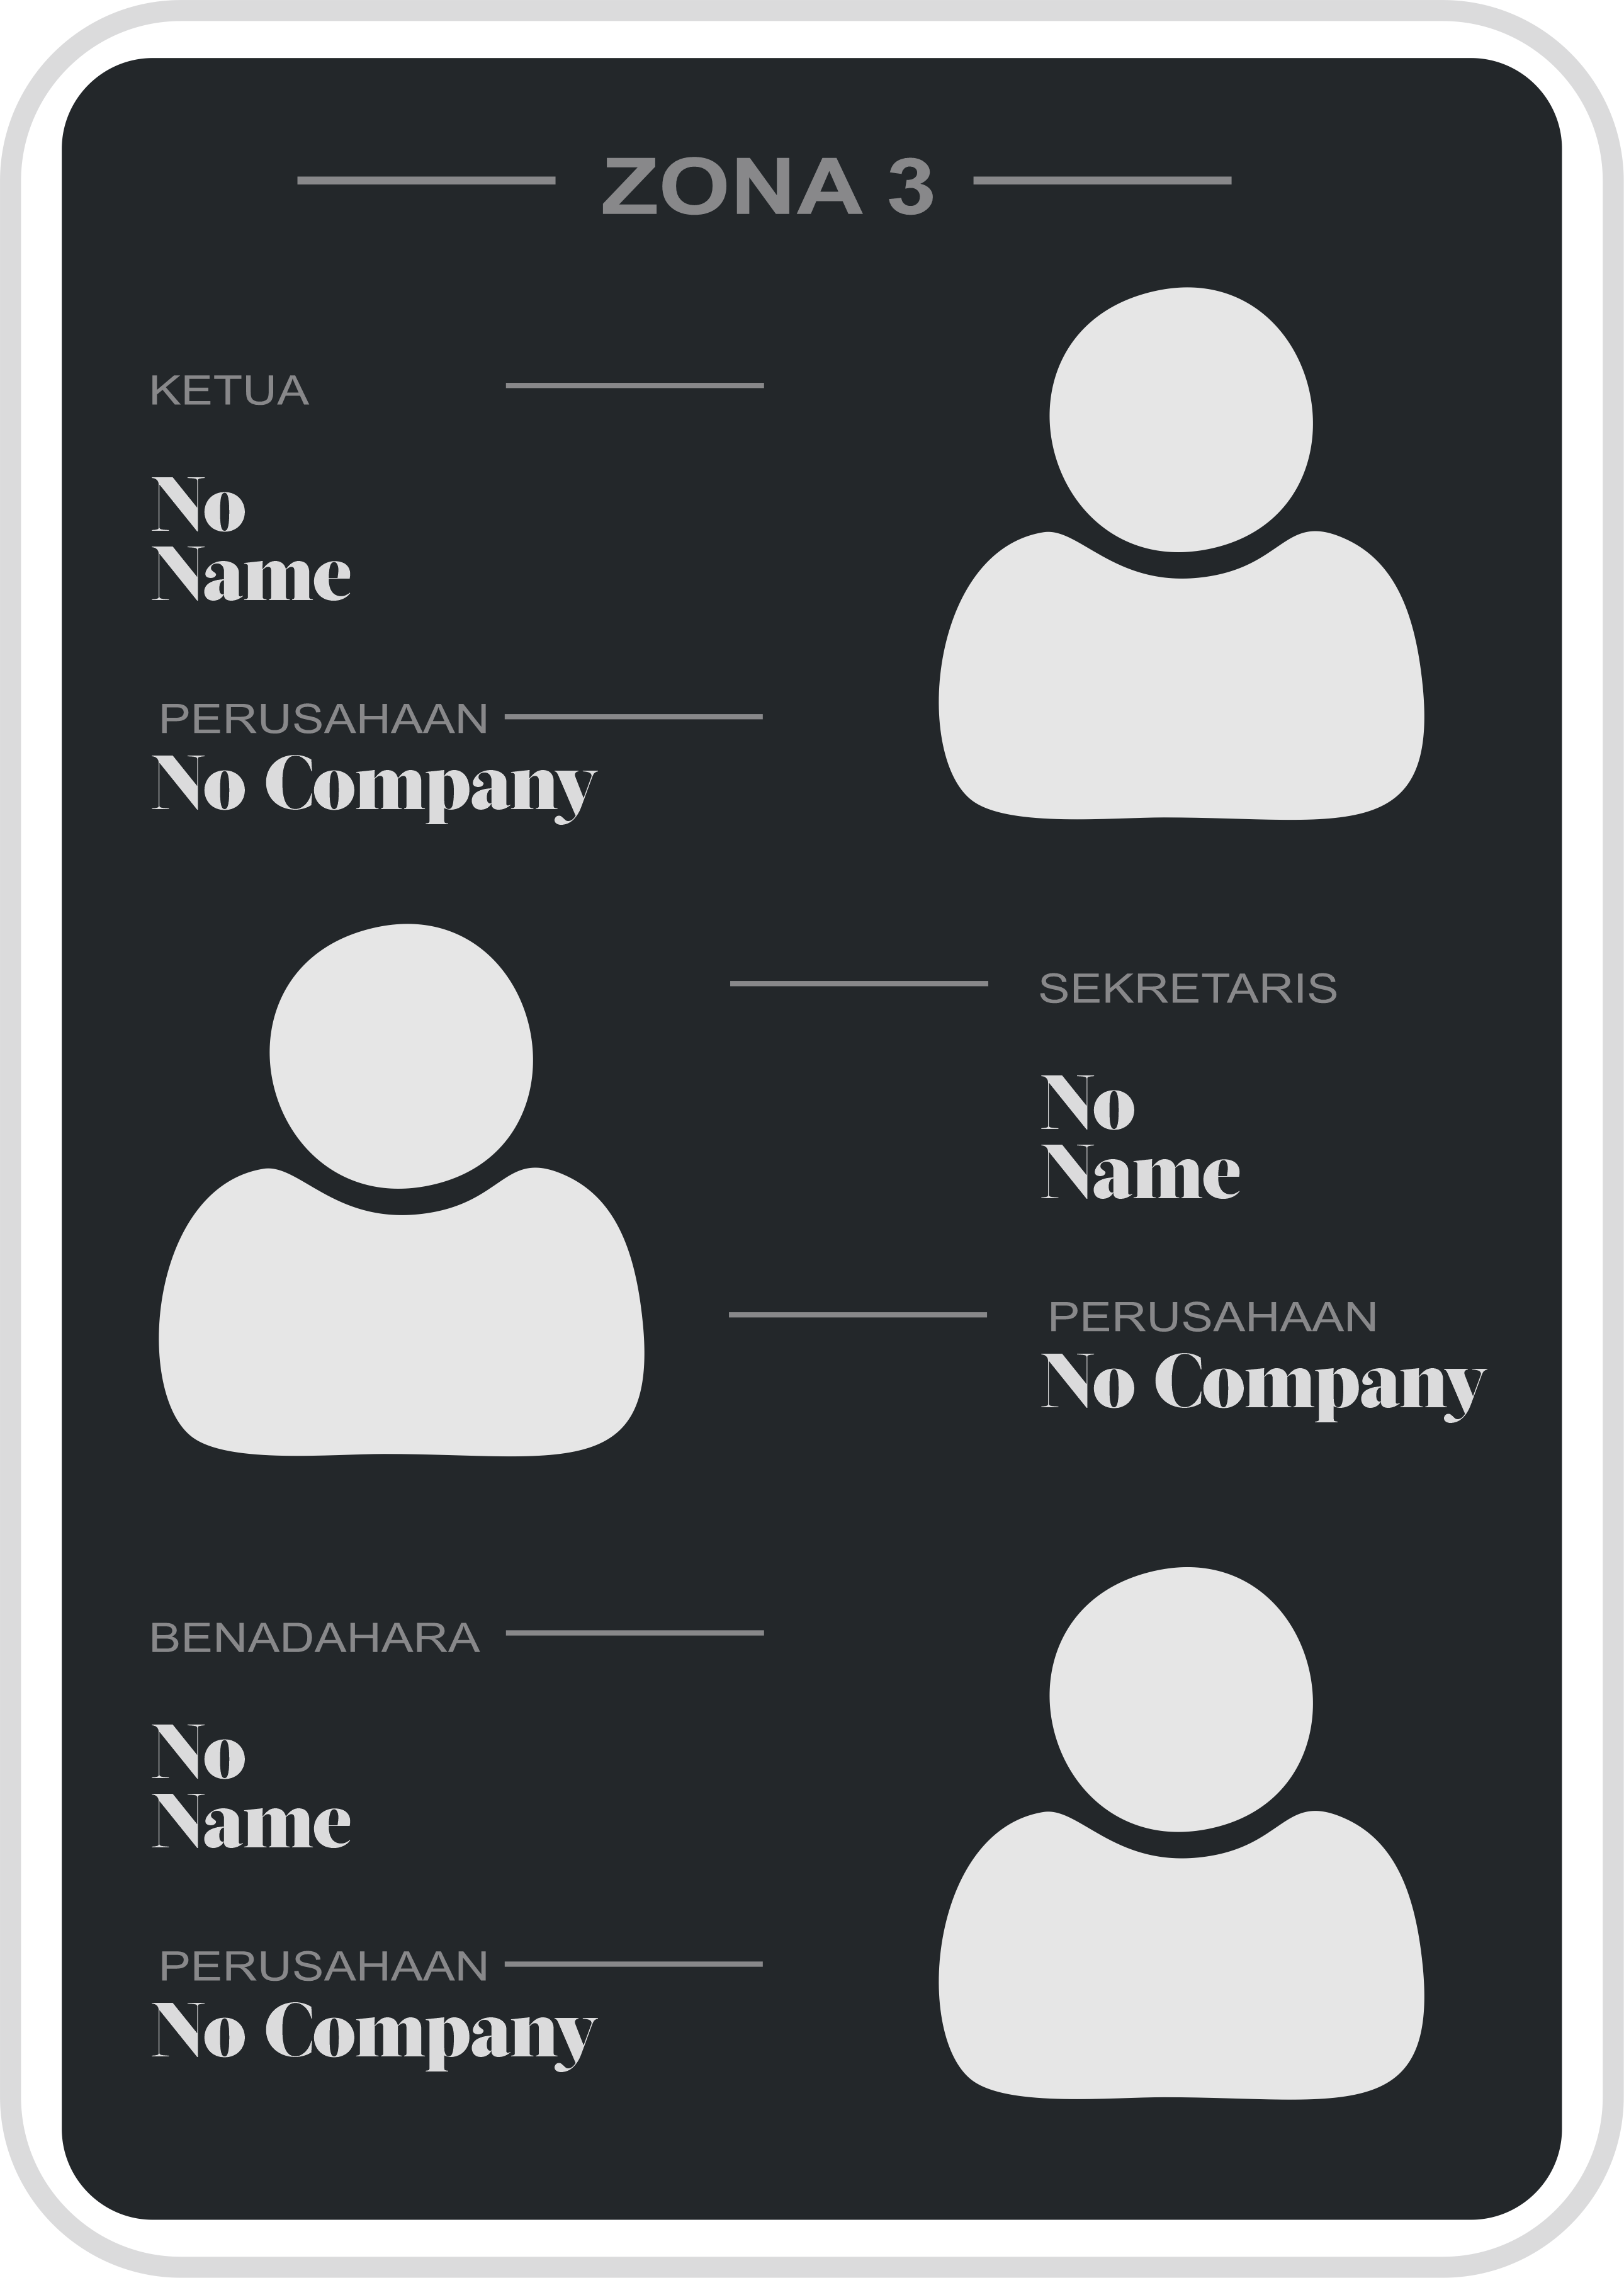 ZONA 3
KETUA
No
Name
PERUSAHAAN
No Company
SEKRETARIS
No
Name
PERUSAHAAN
No Company
BENADAHARA
No
Name
PERUSAHAAN
No Company